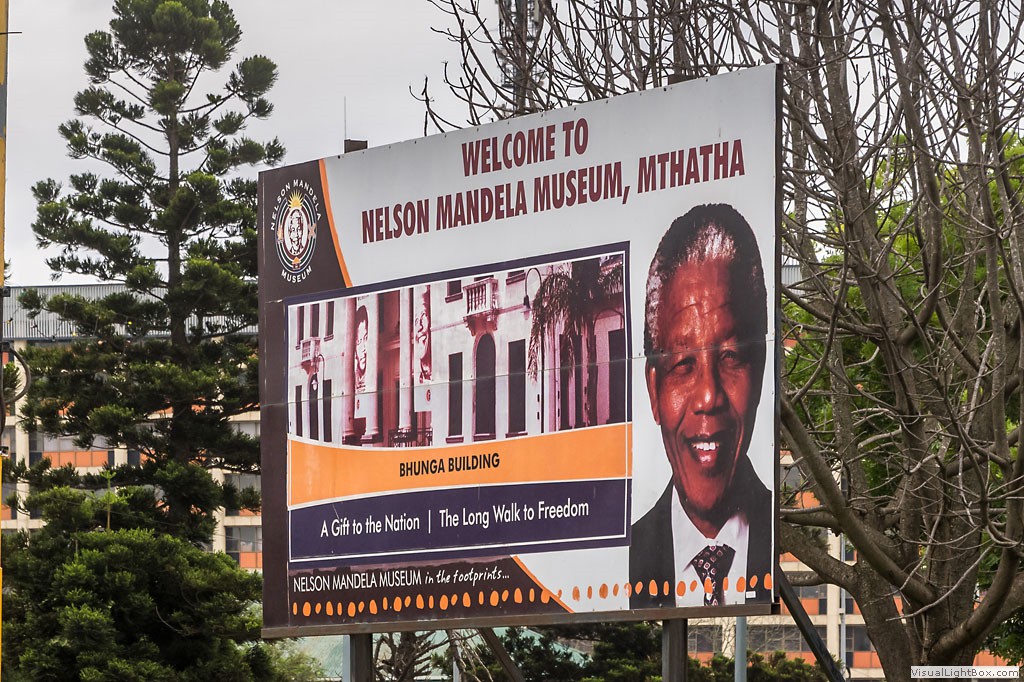 WELCOME TO
NELSON MANDELA MUSEUM, MTHATHA
NELSON MANDELA
MUSEUM
BHUNGA BUILDING
A Gift to the Nation | The Long Walk to Freedom
NELSON MANDELA MUSEUM in the footprints...
VisualLightBox.com